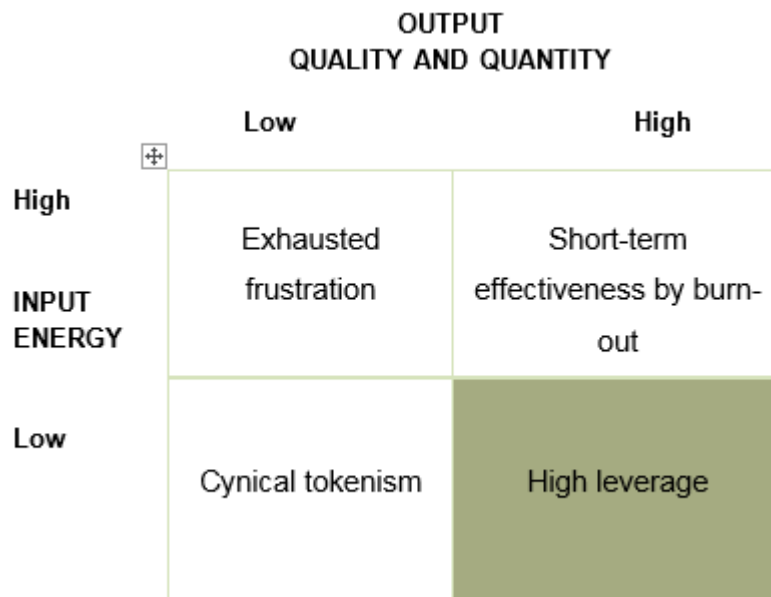 OUTPUT
QUALITY AND QUANTITY
Low
High
High
Exhausted
frustration
Short-term
effectiveness by burn-
out
INPUT
ENERGY
Low
Cynical tokenism
High leverage